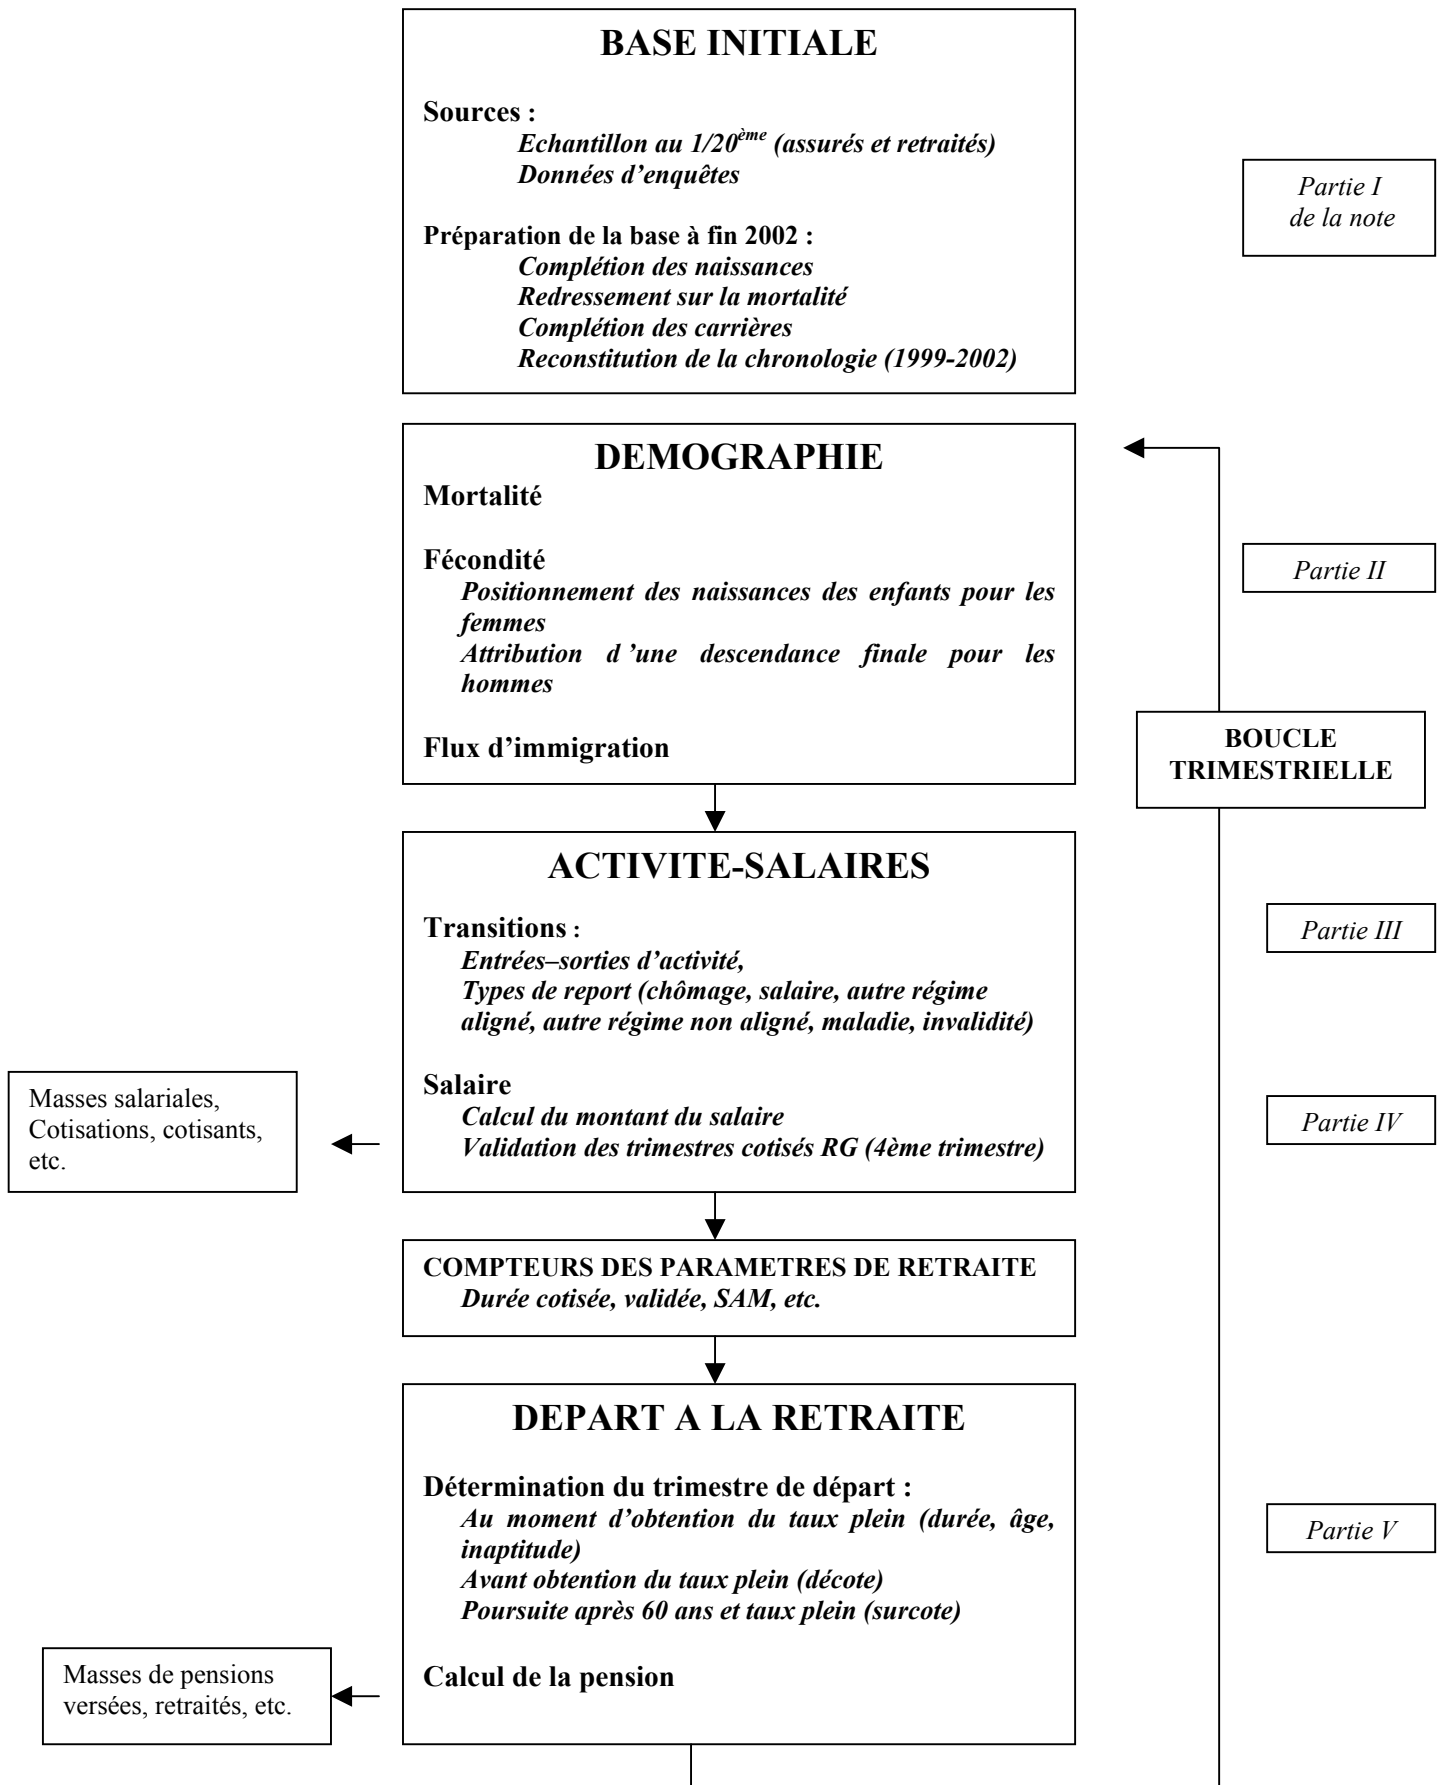 BASE INITIALE
Sources :
Echantillon au 1/20ème (assurés et retraités)
Données d’enquêtes
Préparation de la base à fin 2002 :
Complétion des naissances
Redressement sur la mortalité
Complétion des carrières
Reconstitution de la chronologie (1999-2002)
Partie I
de la note
DEMOGRAPHIE
Mortalité
Fécondité
Positionnement des naissances des enfants pour les
femmes
Attribution d ’une descendance finale pour les
hommes
Flux d’immigration
Partie II
BOUCLE
TRIMESTRIELLE
ACTIVITE-SALAIRES
Transitions :
Entrées–sorties d’activité,
Types de report (chômage, salaire, autre régime
aligné, autre régime non aligné, maladie, invalidité)
Salaire
Calcul du montant du salaire
Validation des trimestres cotisés RG (4ème trimestre)
Partie III
Partie IV
Masses salariales,
Cotisations, cotisants,
etc.
COMPTEURS DES PARAMETRES DE RETRAITE
Durée cotisée, validée, SAM, etc.
DEPART A LA RETRAITE
Détermination du trimestre de départ :
Au moment d’obtention du taux plein (durée, âge,
inaptitude)
Avant obtention du taux plein (décote)
Poursuite après 60 ans et taux plein (surcote)
Calcul de la pension
Partie V
Masses de pensions
versées, retraités, etc.